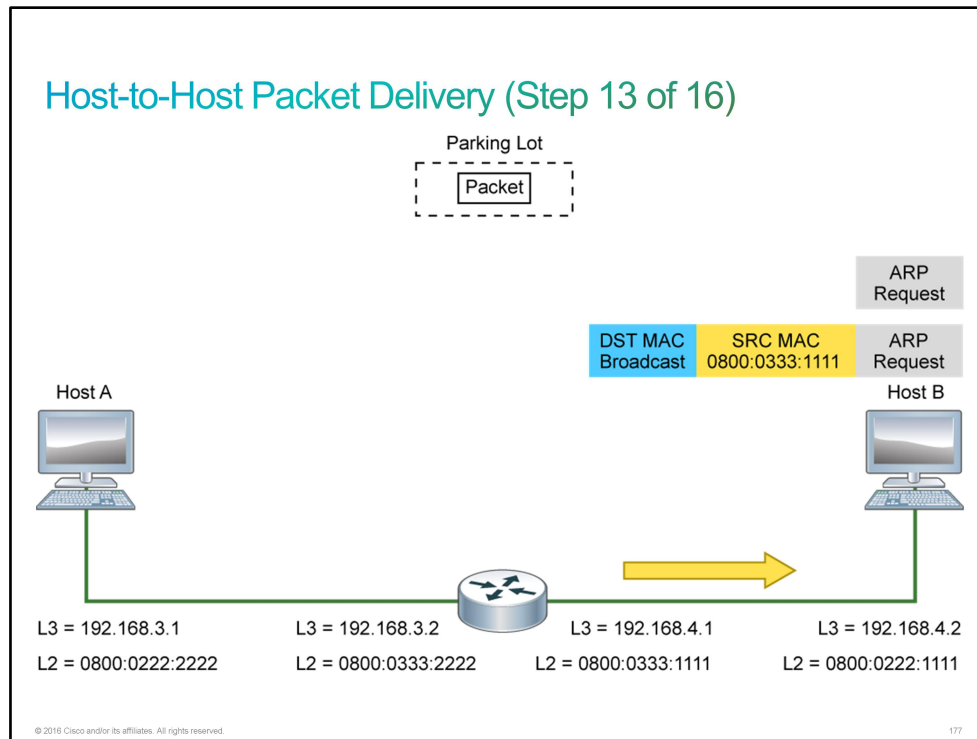 Host-to-Host Packet Delivery (Step 13 of 16)
Parking Lot
Packet
ARP
Request
DST MAC
Broadcast
SRC MAC
0800:0333:1111
ARP
Request
Host A
Host B
L3 = 192.168.3.1
L3 = 192.168.3.2
L3 = 192.168.4.1
L3 = 192.168.4.2
L2 = 0800:0222:2222
L2 = 0800:0333:2222
L2 = 0800:0333:1111
L2 = 0800:0222:1111
© 2016 Cisco and/or its affiliates. All rights reserved.
177